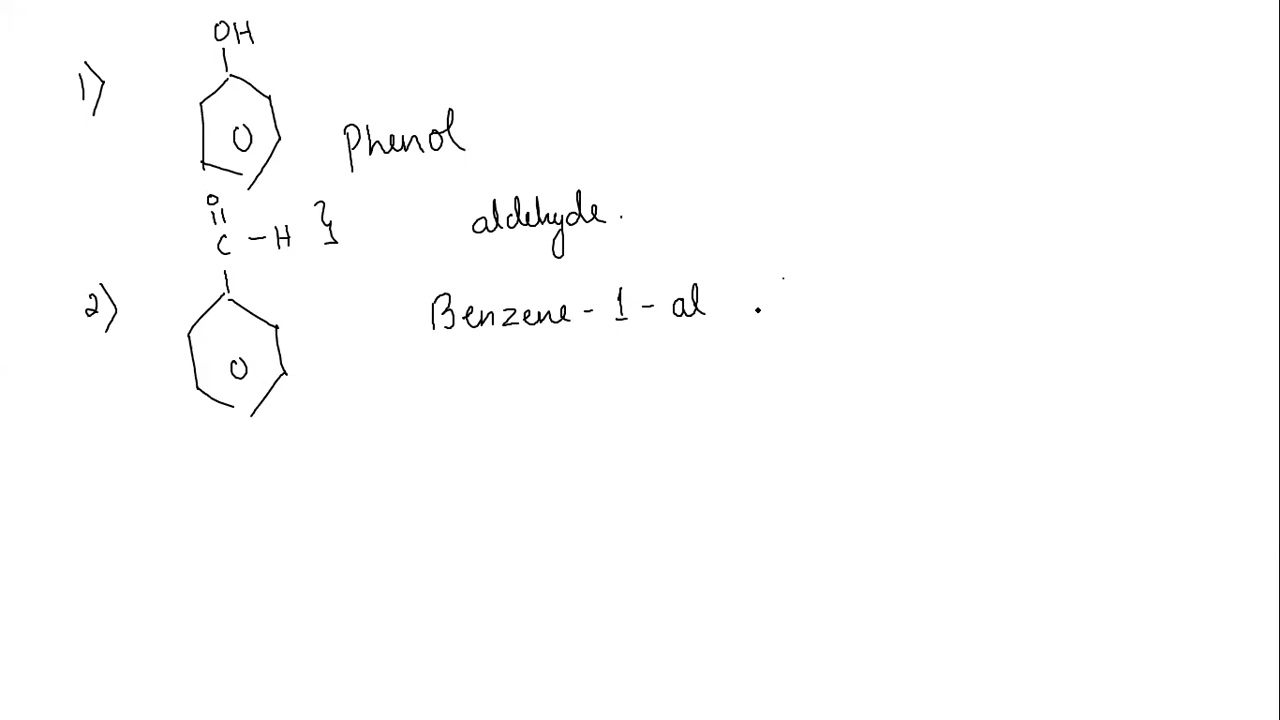 OH
1)
Phenol
O
C - H }
aldehyde.
2)
Benzene - 1 - al .